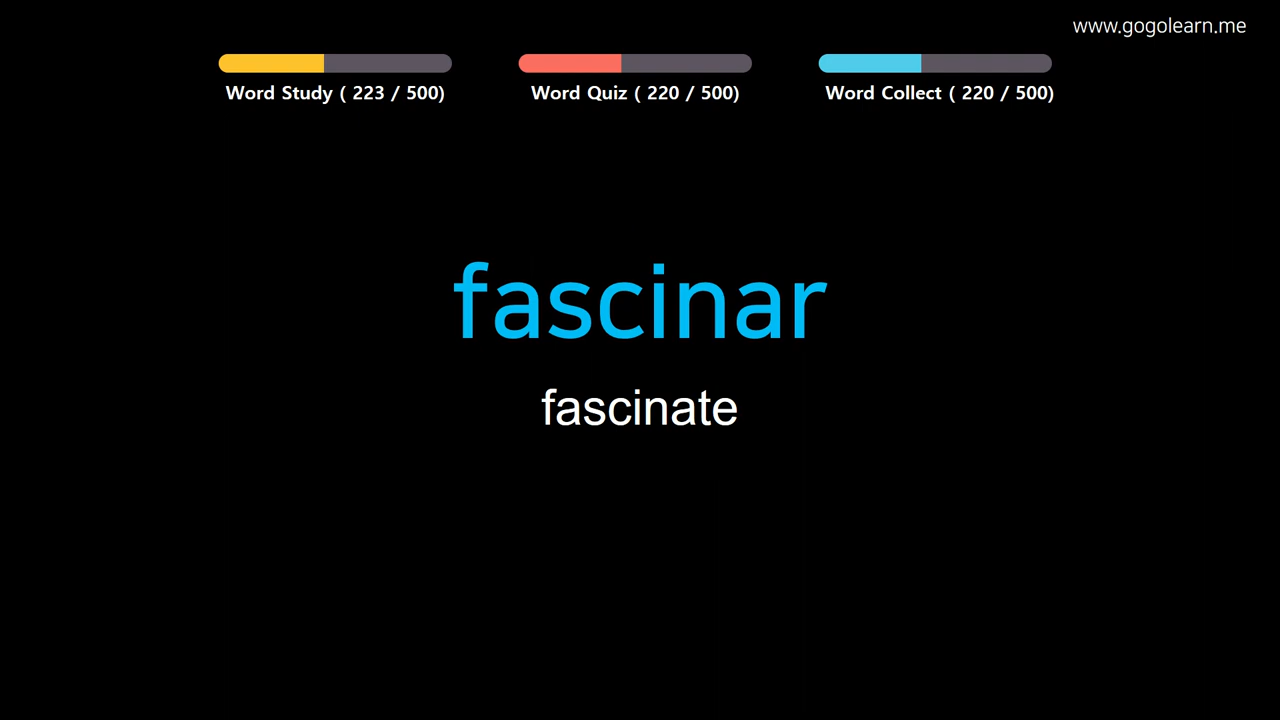 www.gogolearn.me
Word Study ( 223 / 500)
Word Quiz ( 220 / 500)
Word Collect ( 220 / 500)
fascinar
fascinate